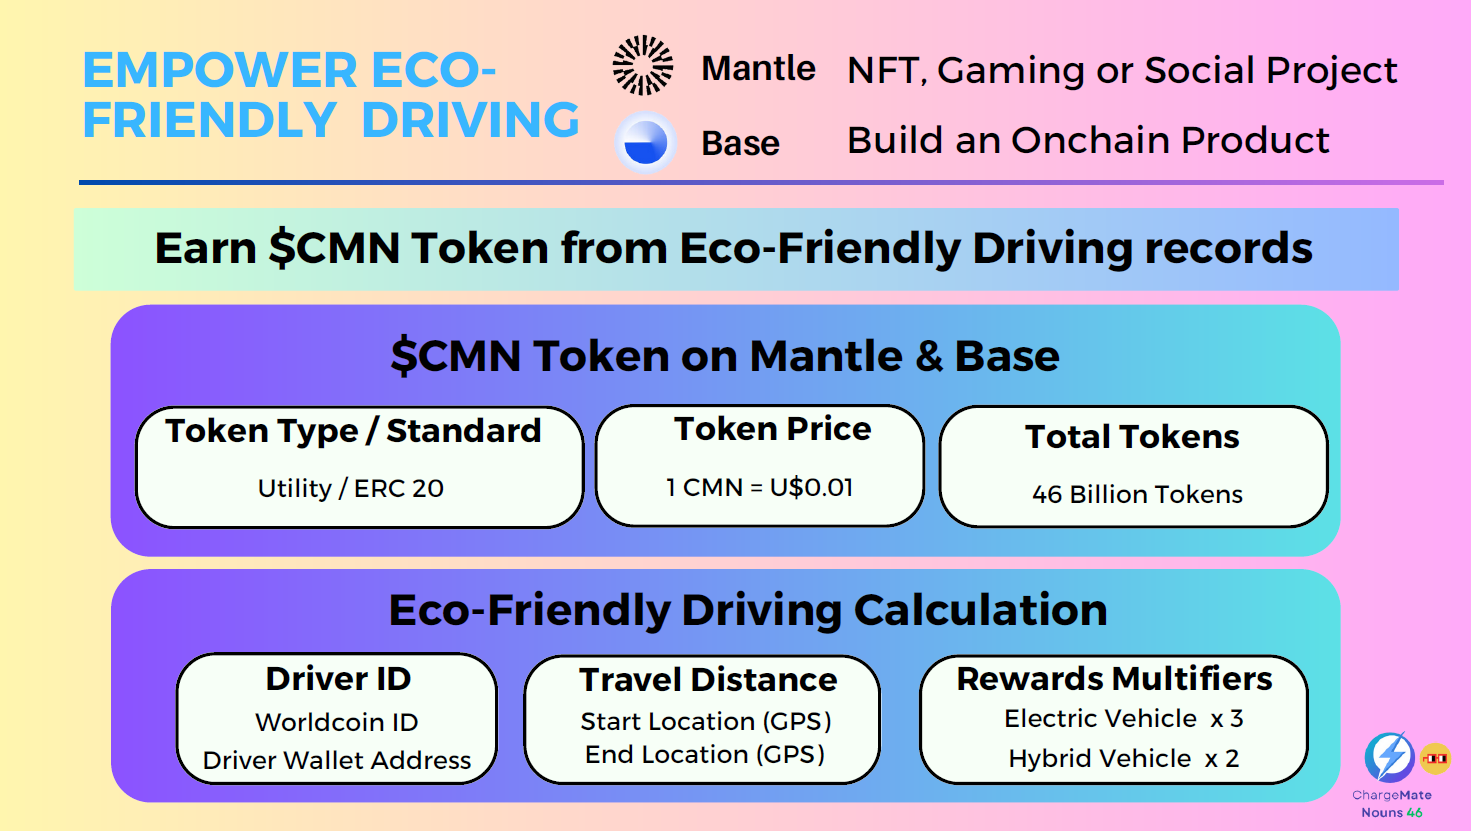 EMPOWER ECO-
FRIENDLY DRIVING
Mantle NFT, Gaming or Social Project
Base Build an Onchain Product
Earn $CMN Token from Eco-Friendly Driving records
$CMN Token on Mantle & Base
Token Type / Standard
Utility / ERC 20
Token Price
1 CMN = U$0.01
Total Tokens
46 Billion Tokens
Eco-Friendly Driving Calculation
Driver ID
Worldcoin ID
Driver Wallet Address
Travel Distance
Start Location (GPS)
End Location (GPS)
Rewards Multifiers
Electric Vehicle x 3
Hybrid Vehicle x 2
ChargeMate
Nouns 46